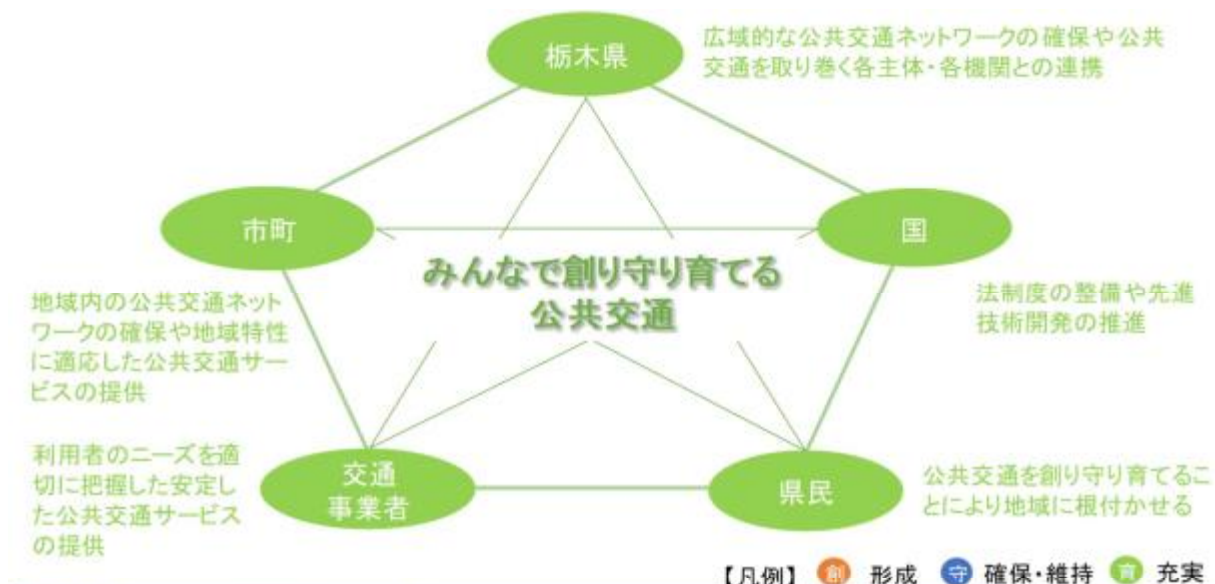 栃木県
広域的な公共交通ネットワークの確保や公共
交通を取り巻く各主体・各機関との連携
市町
国
みんなで創り守り育てる
公共交通
地域内の公共交通ネット
ワークの確保や地域特性
に適応した公共交通サー
ビスの提供
法制度の整備や先進
技術開発の推進
利用者のニーズを適
切に把握した安定し
た公共交通サービス
の提供
交通
事業者
県民
公共交通を創り守り育てるこ
とにより地域に根付かせる
【凡例】 創 形成 守 確保・維持 育 充実